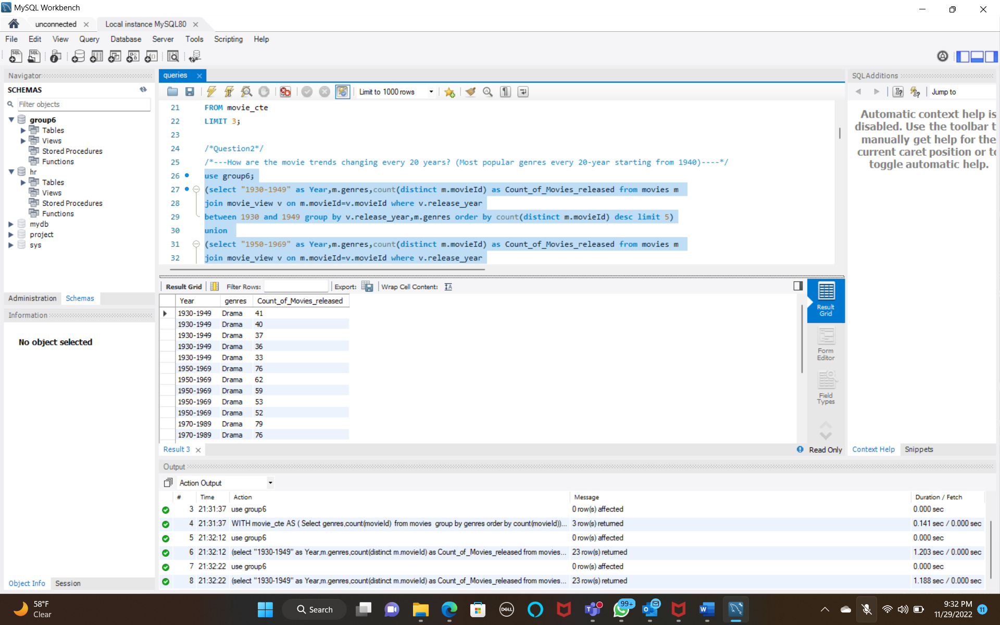 MySQL Workbench
unconnected
Local instance MySQL80
File Edit View Query Database Server Tools Scripting Help
Navigator
SCHEMAS
Filter objects
group6
Tables
Views
Stored Procedures
Functions
hr
Tables
Views
Stored Procedures
Functions
mydb
project
sys
Administration Schemas
Information
No object selected
Object Info Session
queries
Limit to 1000 rows
21 FROM movie_cte
22 LIMIT 3;
23
24 /*Question2*/
25 /*---How are the movie trends changing every 20 years? (Most popular genres every 20-year starting from 1940)----*/
26 use group6;
27 (select "1930-1949" as Year,m.genres,count(distinct m.movieId) as Count_of_Movies_released from movies m
28 join movie_view v on m.movieId=v.movieId where v.release_year
29 between 1930 and 1949 group by v.release_year,m.genres order by count(distinct m.movieId) desc limit 5)
30 union
31 (select "1950-1969" as Year,m.genres,count(distinct m.movieId) as Count_of_Movies_released from movies m
32 join movie_view v on m.movieId=v.movieId where v.release_year
Result Grid Filter Rows: Export: Wrap Cell Content:
Year genres Count_of_Movies_released
1930-1949 Drama 41
1930-1949 Drama 40
1930-1949 Drama 37
1930-1949 Drama 36
1930-1949 Drama 33
1950-1969 Drama 76
1950-1969 Drama 62
1950-1969 Drama 59
1950-1969 Drama 53
1950-1969 Drama 52
1970-1989 Drama 79
1970-1989 Drama 76
Result Grid
Form Editor
Field Types
Result 3
Read Only
SQLAdditions
Jump to
Automatic context help is
disabled. Use the toolbar t
manually get help for the
current caret position or to
toggle automatic help.
Context Help Snippets
Output
Action Output
# Time Action Message Duration / Fetch
3 21:31:37 use group6 0 row(s) affected 0.000 sec
4 21:31:37 WITH movie_cte AS ( Select genres,count(movieId) from movies group by genres order by count(movieId))... 3 row(s) returned 0.141 sec / 0.000 sec
5 21:32:12 use group6 0 row(s) affected 0.000 sec
6 21:32:12 (select "1930-1949" as Year,m.genres,count(distinct m.movieId) as Count_of_Movies_released from movies... 23 row(s) returned 1.203 sec / 0.000 sec
7 21:32:22 use group6 0 row(s) affected 0.000 sec
8 21:32:22 (select "1930-1949" as Year,m.genres,count(distinct m.movieId) as Count_of_Movies_released from movies... 23 row(s) returned 1.188 sec / 0.000 sec
58°F
Clear
Search
DELL
99+
9:32 PM
11/29/2022
11